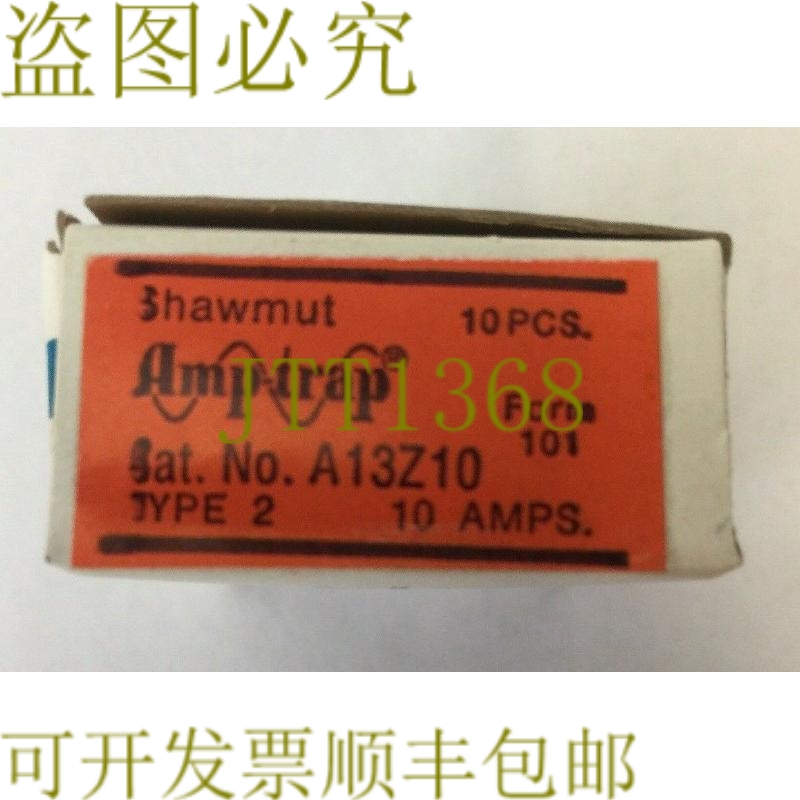 盗图必究
Shawmut 10 PCS.
Amp-trap®
JTT1368
Form
101
Cat. No. A13Z10
TYPE 2 10 AMPS.
可开发票顺丰包邮